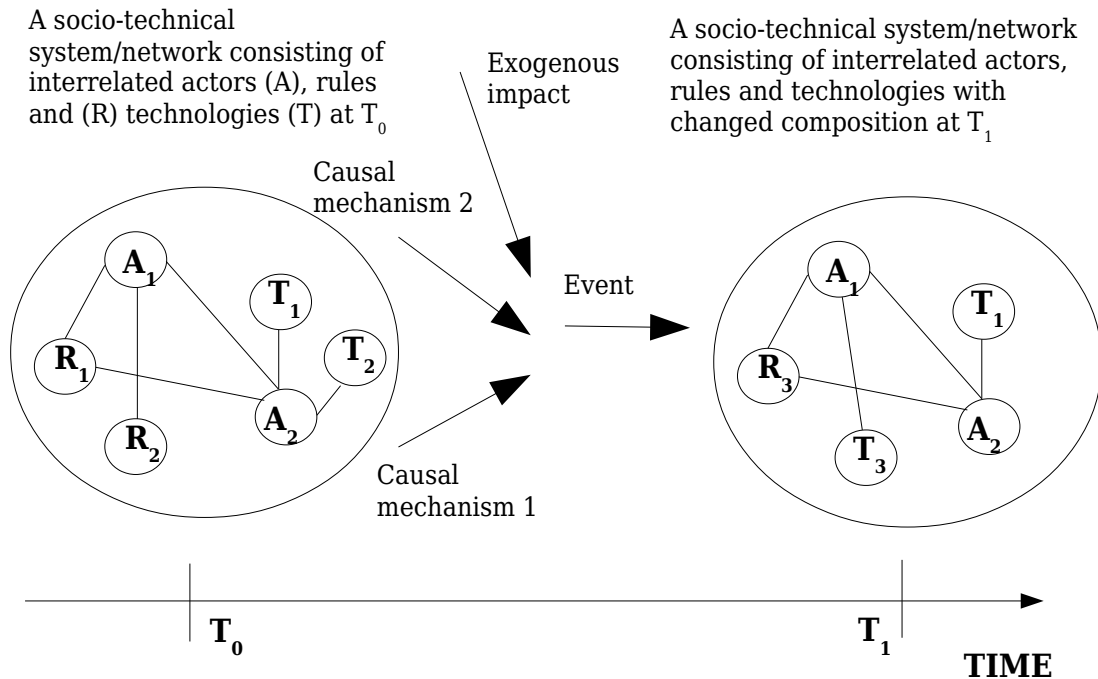 A socio-technical
system/network consisting of
interrelated actors (A), rules
and (R) technologies (T) at T₀
Exogenous
impact
A socio-technical system/network
consisting of interrelated actors,
rules and technologies with
changed composition at T₁
Causal
mechanism 2
A₁
T₁
T₂
R₁
A₂
R₂
Event
A₁
T₁
R₃
A₂
T₃
Causal
mechanism 1
T₀
T₁
TIME